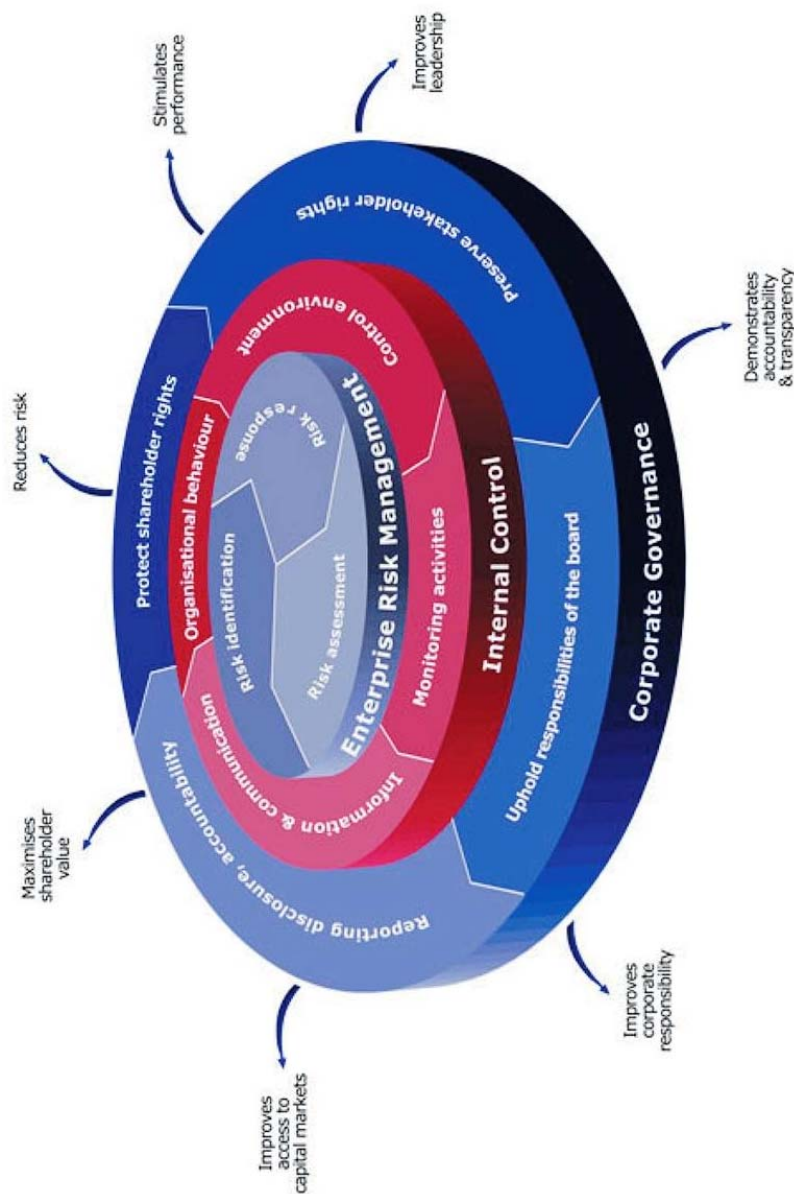 Reduces risk
Stimulates
performance
Improves
leadership
Demonstrates
accountability
& transparency
Improves
corporate
responsibility
Improves
access to
capital markets
Maximises
shareholder
value
Protect shareholder rights
Preserve stakeholder rights
Uphold responsibilities of the board
Reporting disclosure, accountability
Corporate Governance
Organisational behaviour
Control environment
Monitoring activities
Information & communication
Internal Control
Risk identification
Risk response
Risk assessment
Enterprise Risk Management